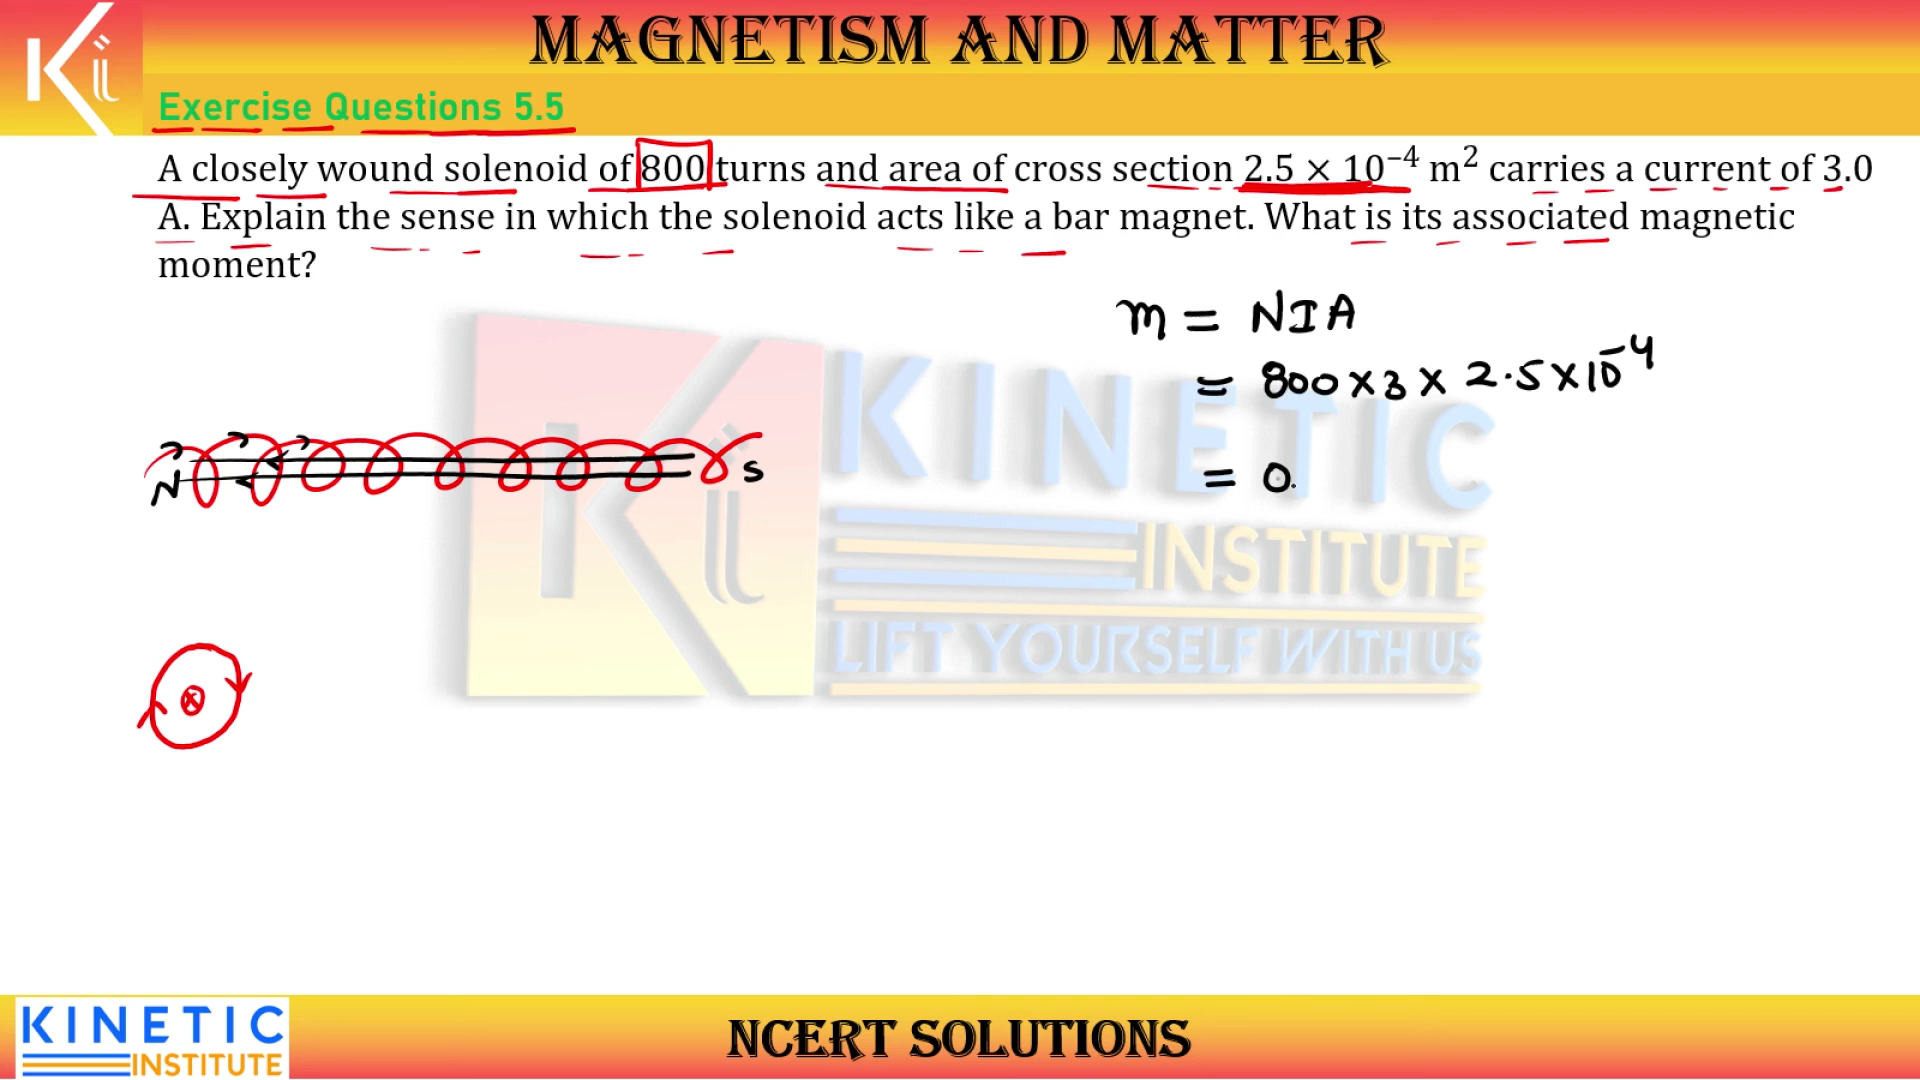 Ki
MAGNETISM AND MATTER
Exercise Questions 5.5
A closely wound solenoid of 800 turns and area of cross section 2.5 × 10⁻⁴ m² carries a current of 3.0
A. Explain the sense in which the solenoid acts like a bar magnet. What is its associated magnetic
moment?
m = NIA
= 800 x 3 x 2.5 x 10⁻⁴
= 0.
N S
x
Ki
KINETIC
INSTITUTE
LIFT YOURSELF WITH US
KINETIC
INSTITUTE
NCERT SOLUTIONS